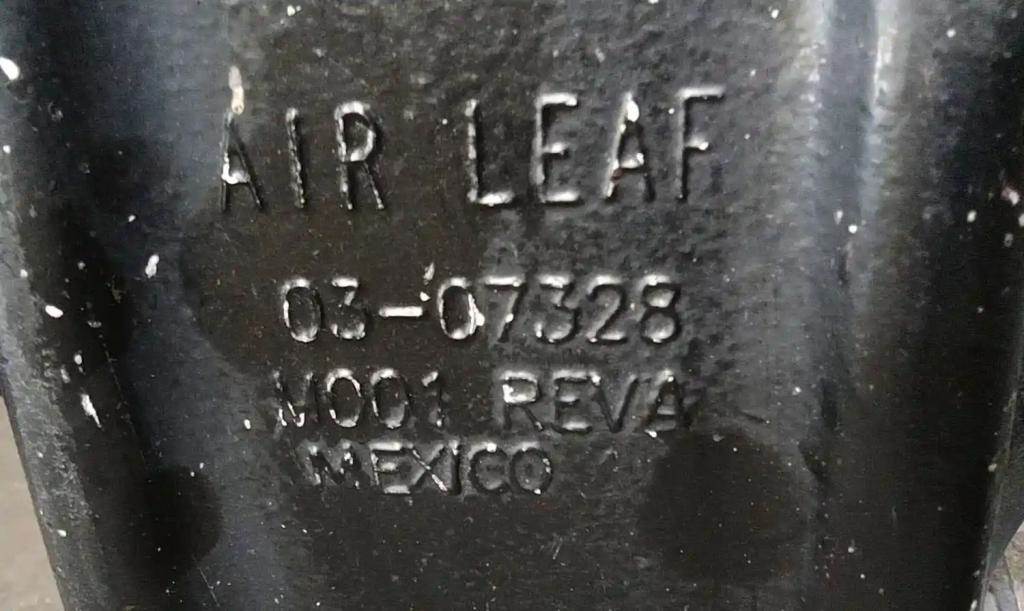 AIR LEAF
03-07328
M001 REVA
MEXICO